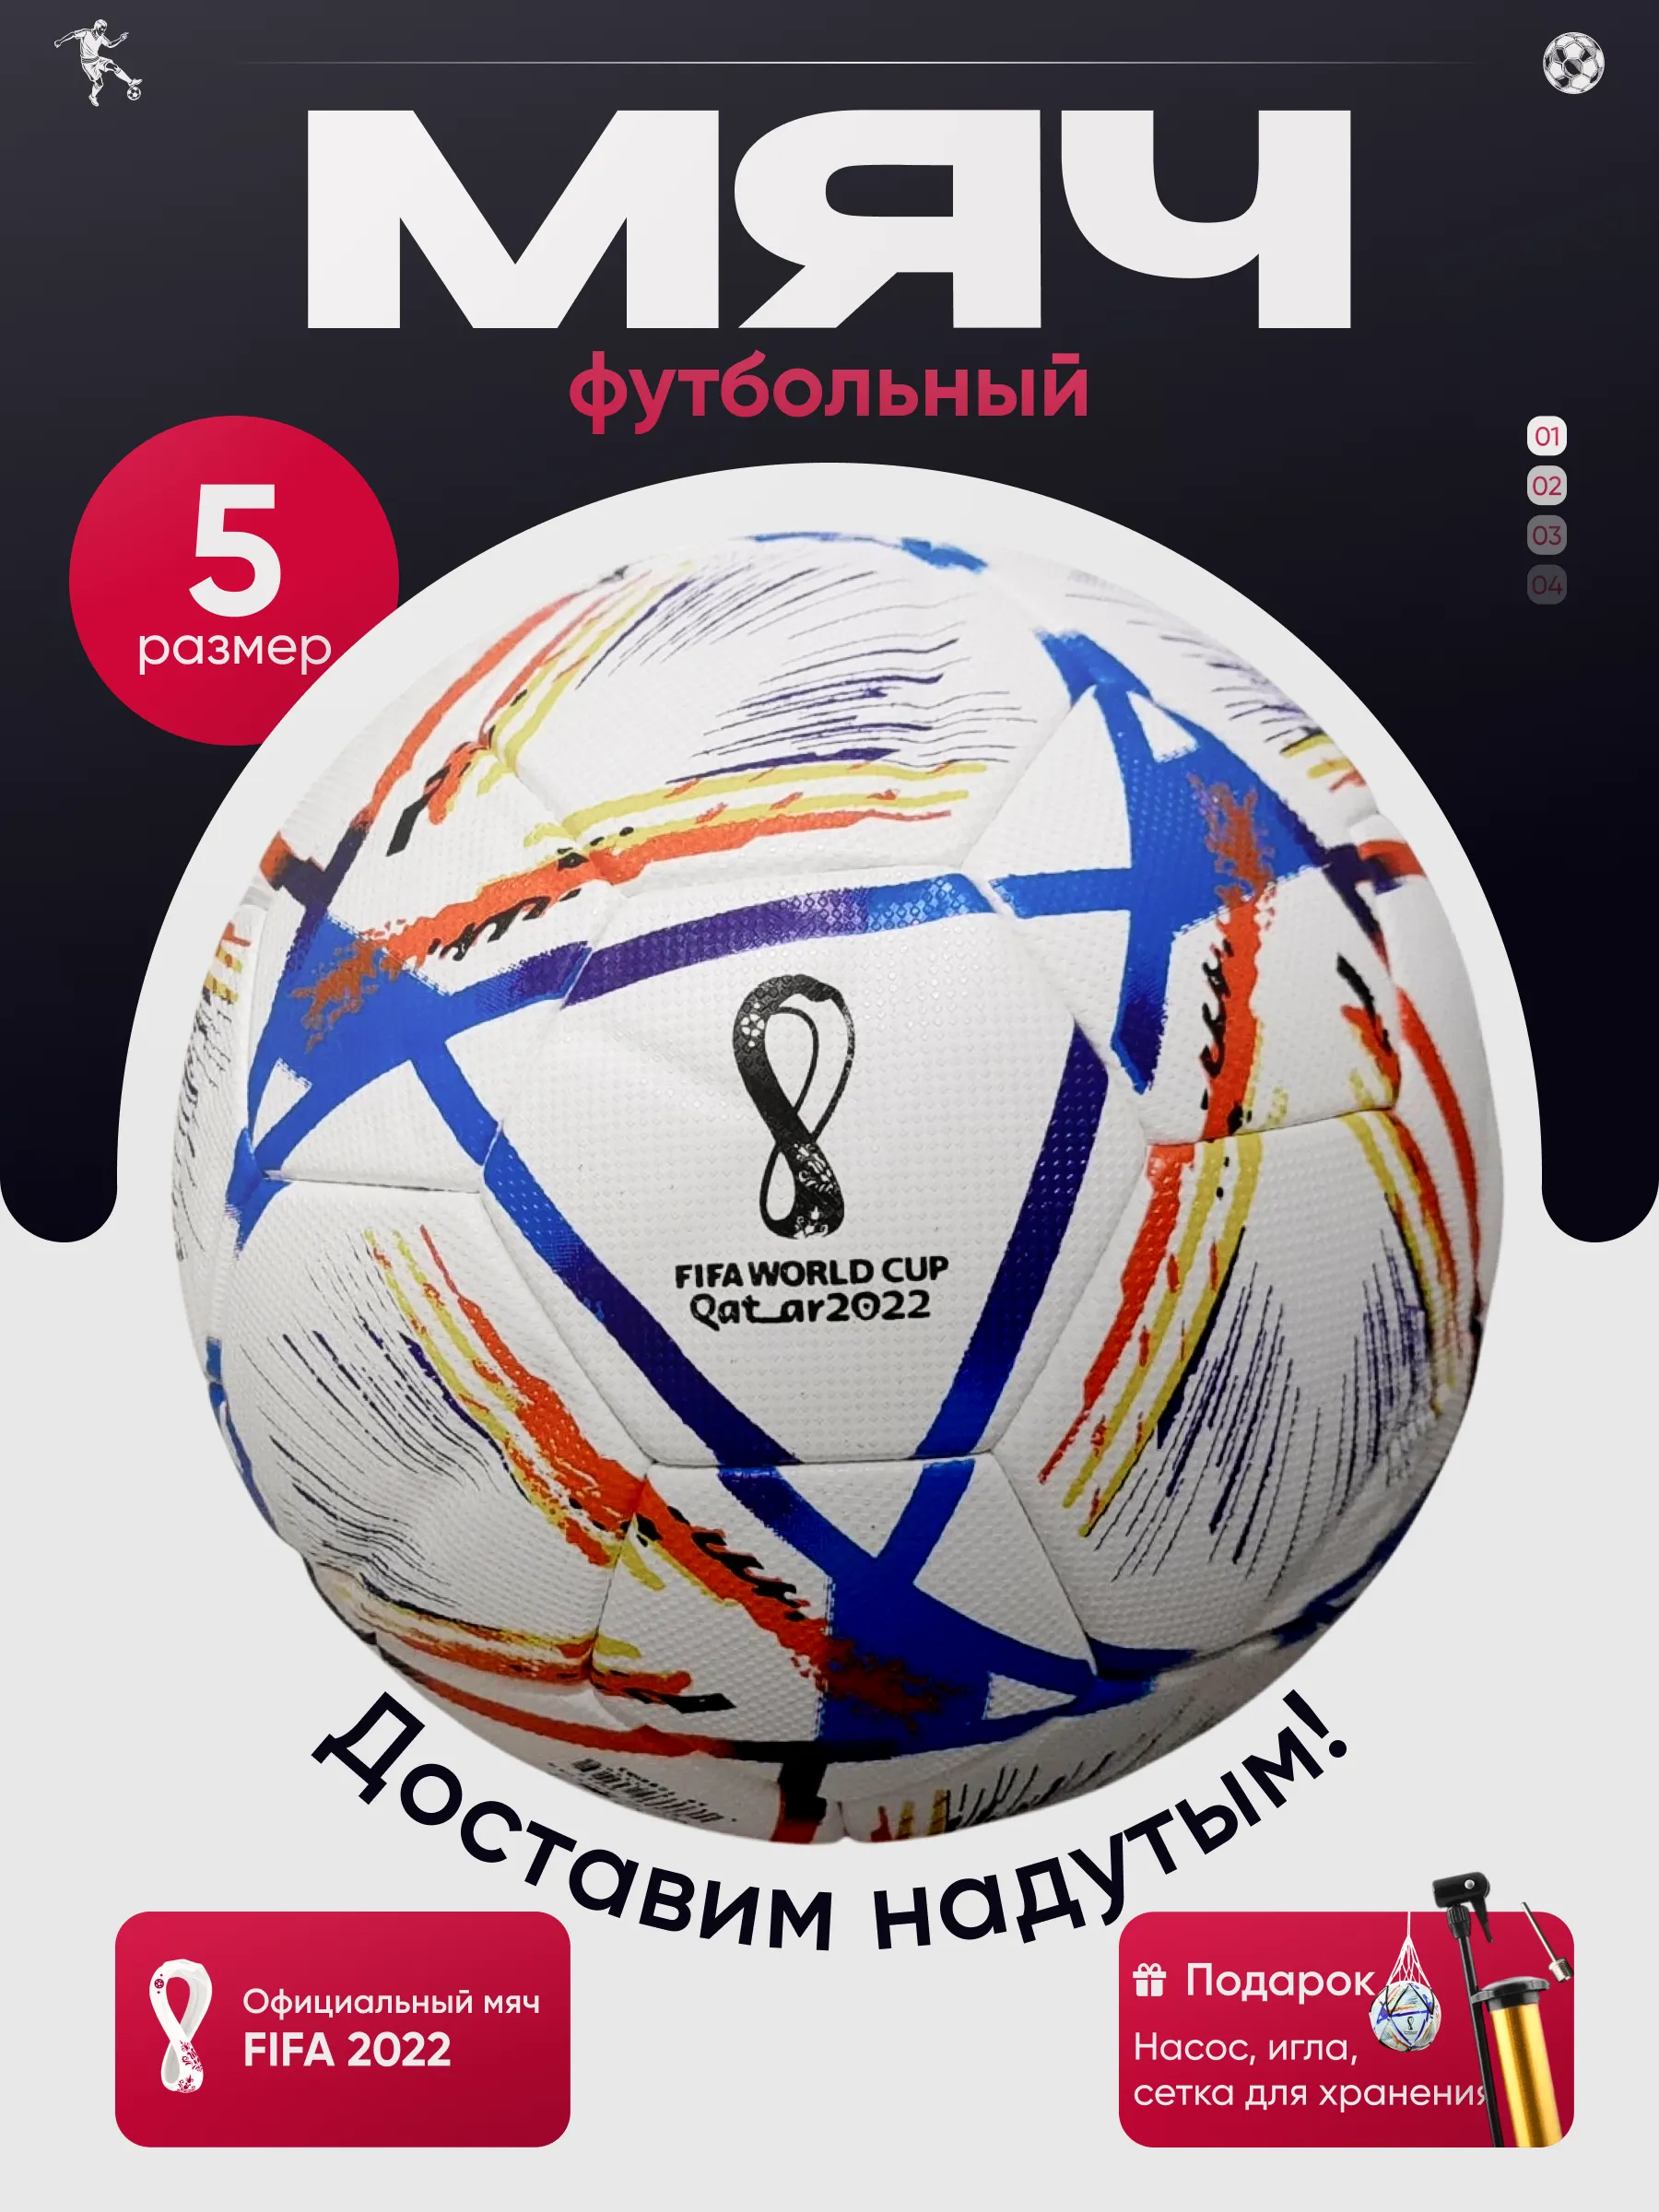 МЯЧ
футбольный
5
размер
01
02
03
04
FIFA WORLD CUP
Qatar2022
Доставим надутым!
Официальный мяч
FIFA 2022
Подарок
Насос, игла,
сетка для хранения